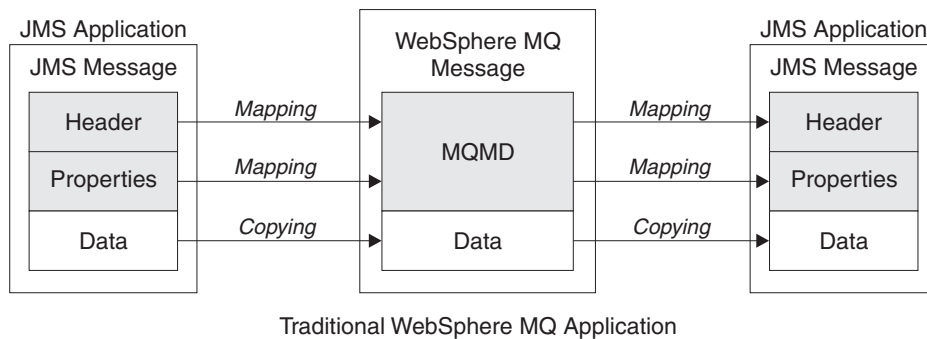 JMS Application
JMS Message
Header
Properties
Data
Mapping
Mapping
Copying
WebSphere MQ
Message
MQMD
Data
Mapping
Mapping
Copying
JMS Application
JMS Message
Header
Properties
Data
Traditional WebSphere MQ Application